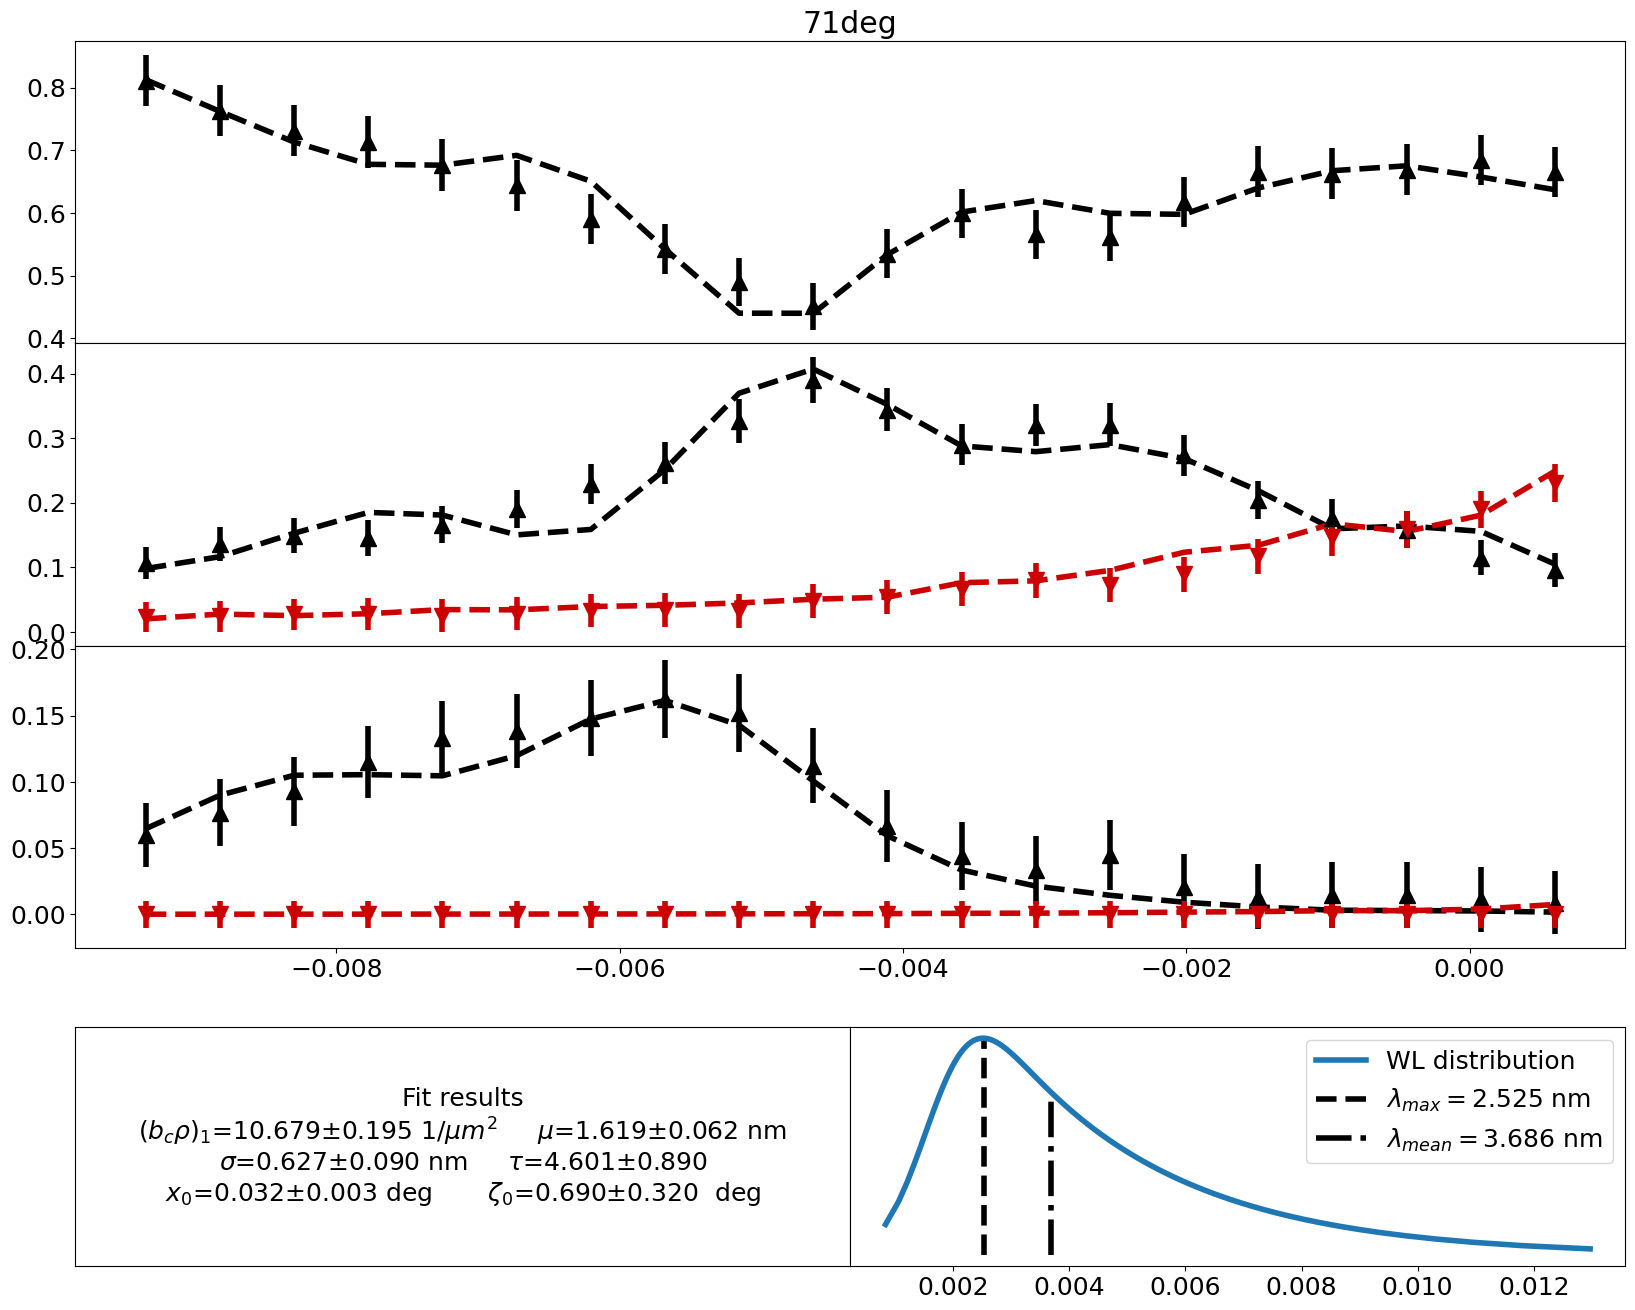 71deg
0.8
0.7
0.6
0.5
0.4
0.4
0.3
0.2
0.1
0.0
0.20
0.15
0.10
0.05
0.00
−0.008 −0.006 −0.004 −0.002 0.000
Fit results
(b_cρ)_1=10.679±0.195 1/μm^2 μ=1.619±0.062 nm
σ=0.627±0.090 nm τ=4.601±0.890
x_0=0.032±0.003 deg ζ_0=0.690±0.320 deg
WL distribution
λ_max = 2.525 nm
λ_mean = 3.686 nm
0.002 0.004 0.006 0.008 0.010 0.012